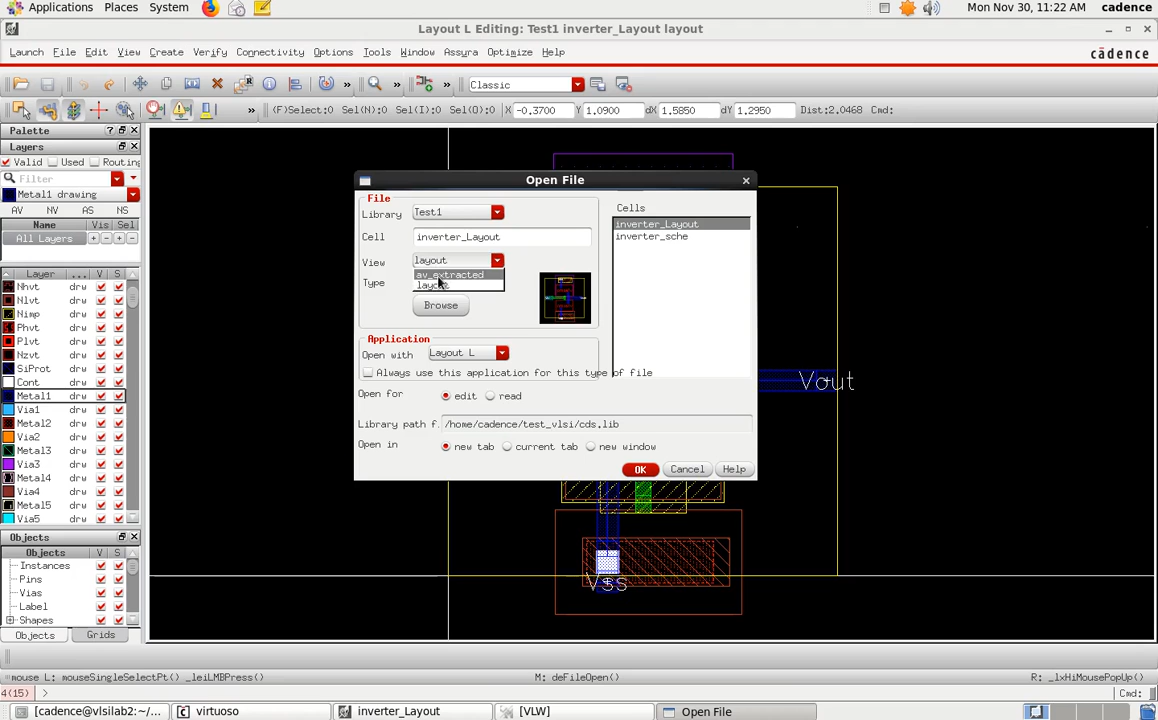 Applications Places System Mon Nov 30, 11:22 AM cadence
Layout L Editing: Test1 inverter_Layout layout
Launch File Edit View Create Verify Connectivity Options Tools Window Assura Optimize Help cādence
» » » Classic
» (F)Select:0 Sel(N):0 Sel(I):0 Sel(O):0 X -0.3700 Y 1.0900 dX 1.5850 dY 1.2950 Dist:2.0468 Cmd:
Palette
Layers
Valid Used Routing
Filter
Metal1 drawing
AV NV AS NS
Name Vis Sel
All Layers
Layer ... V S
Nhvt drw
Nlvt drw
Nimp drw
Phvt drw
Plvt drw
Nzvt drw
SiProt drw
Cont drw
Metal1 drw
Via1 drw
Metal2 drw
Via2 drw
Metal3 drw
Via3 drw
Metal4 drw
Via4 drw
Metal5 drw
Via5 drw
Objects
Objects V S
Instances
Pins
Vias
Label
Shapes
Objects Grids
Open File
File
Library Test1
Cell inverter_Layout
View layout
av_extracted
layout
Type
Browse
Cells
inverter_Layout
inverter_sche
Application
Open with Layout L
Always use this application for this type of file
Open for edit read
Library path f. /home/cadence/test_vlsi/cds.lib
Open in new tab current tab new window
OK Cancel Help
Vout
Vss
mouse L: mouseSingleSelectPt() _leiLMBPress() M: deFileOpen() R: _lxHiMousePopUp()
4(15) > Cmd:
[cadence@vlsilab2:~/... virtuoso inverter_Layout [VLW] Open File